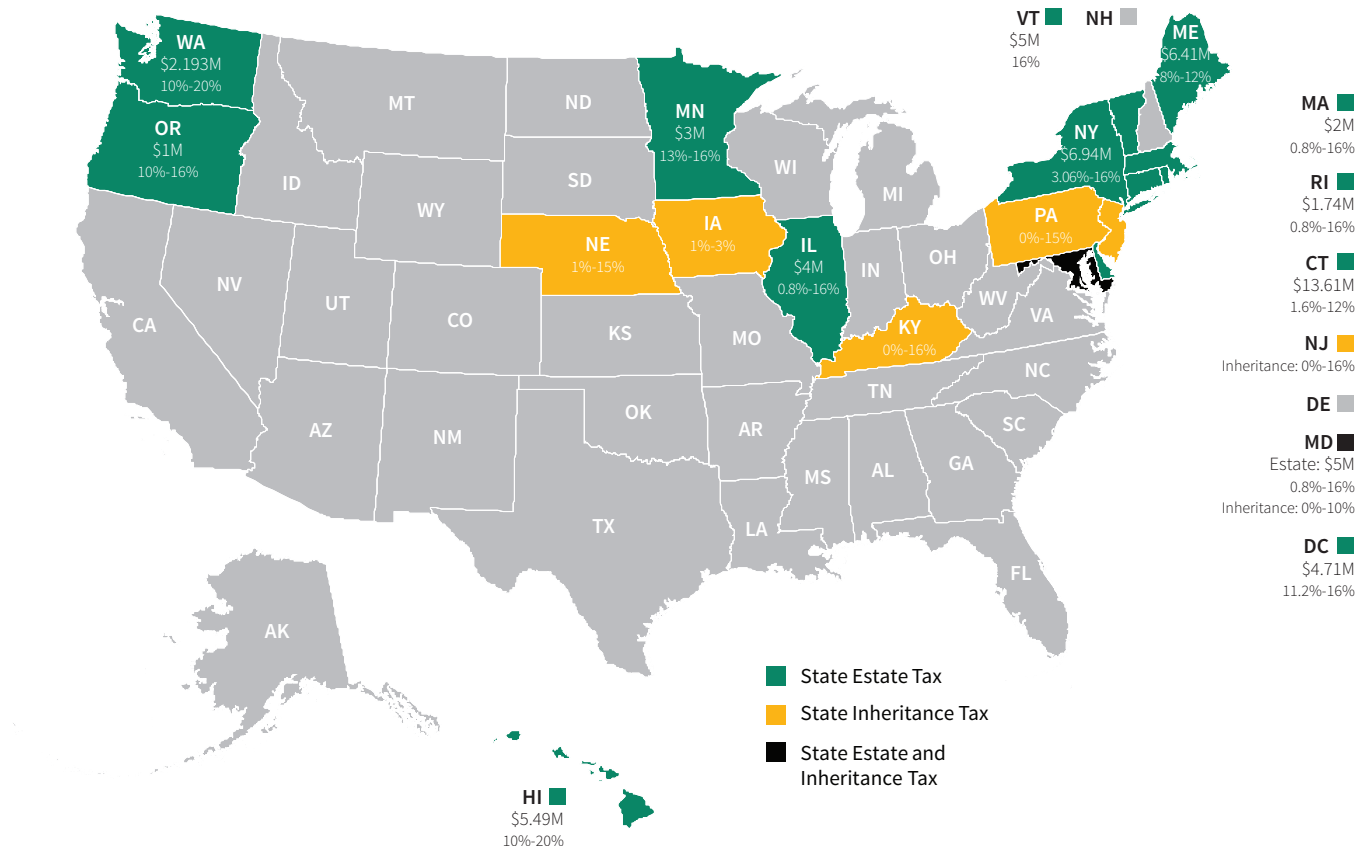 VT
$5M
16%
NH
ME
$6.41M
8%-12%
WA
$2.193M
10%-20%
OR
$1M
10%-16%
MT
ND
MN
$3M
13%-16%
ID
SD
WI
MI
NY
$6.94M
3.06%-16%
MA
$2M
0.8%-16%
RI
$1.74M
0.8%-16%
WY
NE
1%-15%
IA
1%-3%
IL
$4M
0.8%-16%
IN
OH
PA
0%-15%
CT
$13.61M
1.6%-12%
NJ
Inheritance: 0%-16%
DE
MD
Estate: $5M
0.8%-16%
Inheritance: 0%-10%
DC
$4.71M
11.2%-16%
CA
NV
UT
CO
KS
MO
KY
0%-16%
WV
VA
AZ
NM
OK
AR
TN
NC
SC
TX
LA
MS
AL
GA
FL
AK
HI
$5.49M
10%-20%
State Estate Tax
State Inheritance Tax
State Estate and
Inheritance Tax